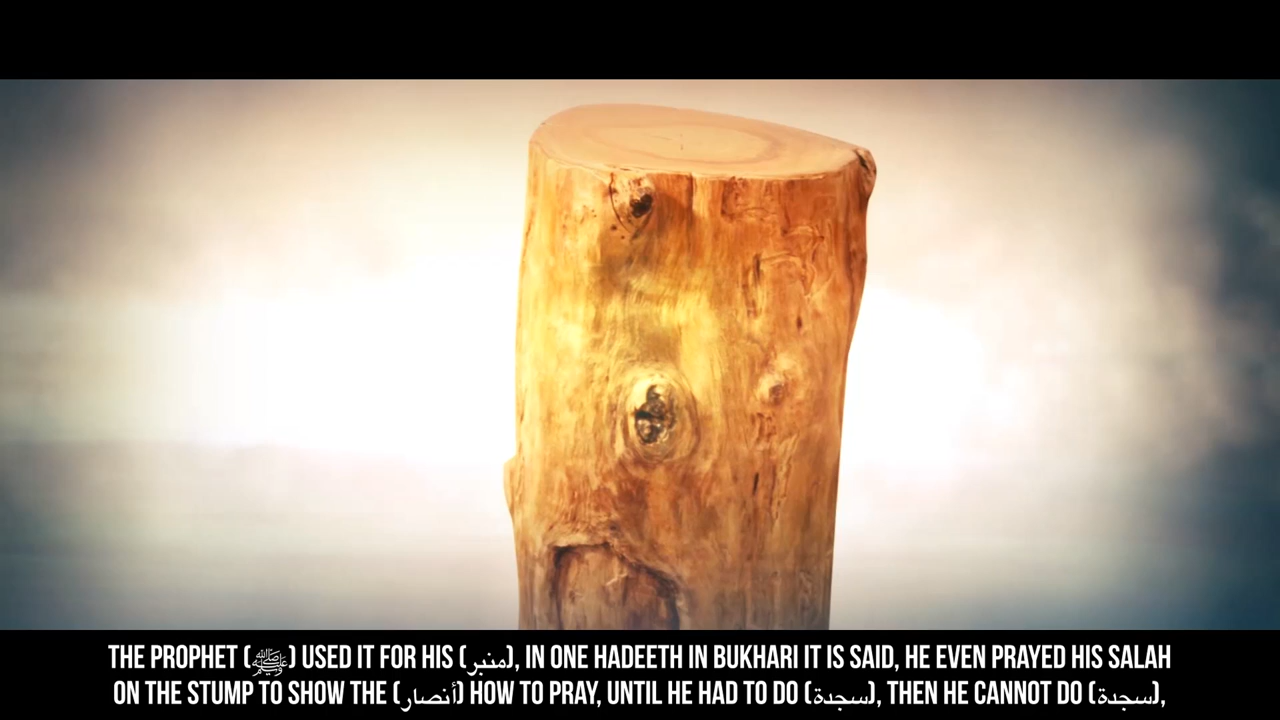 THE PROPHET (ﷺ) USED IT FOR HIS (منبر), IN ONE HADEETH IN BUKHARI IT IS SAID, HE EVEN PRAYED HIS SALAH
ON THE STUMP TO SHOW THE (أنصار) HOW TO PRAY, UNTIL HE HAD TO DO (سجدة), THEN HE CANNOT DO (سجدة),